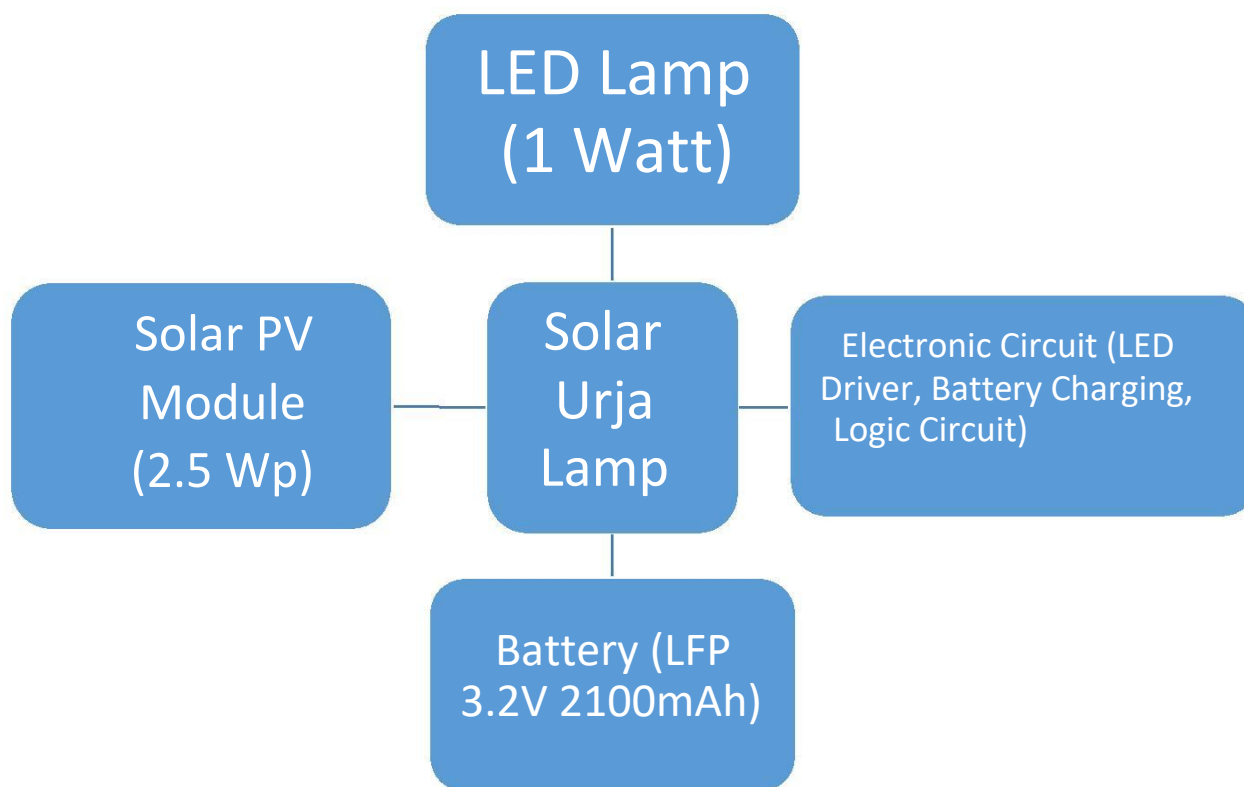 LED Lamp
(1 Watt)
Solar PV
Module
(2.5 Wp)
Solar
Urja
Lamp
Electronic Circuit (LED
Driver, Battery Charging,
Logic Circuit)
Battery (LFP
3.2V 2100mAh)